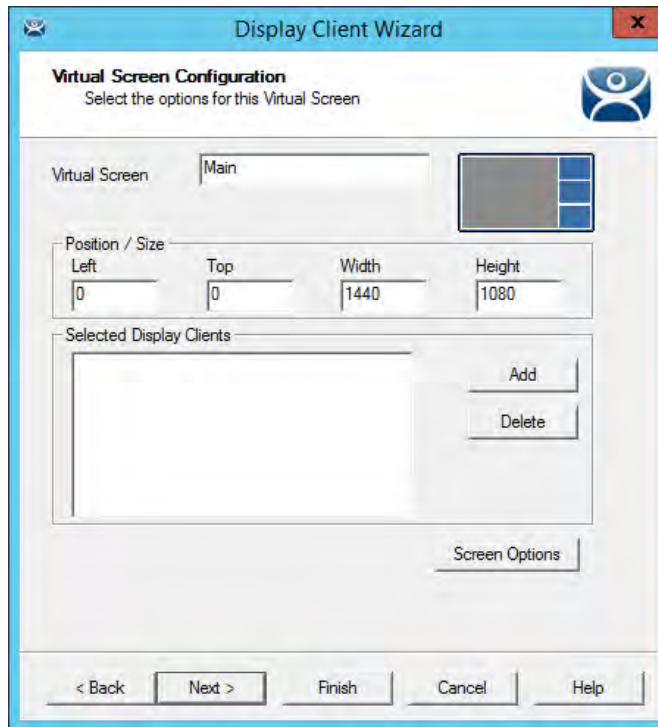 Display Client Wizard
x
Virtual Screen Configuration
Select the options for this Virtual Screen
Virtual Screen
Main
Position / Size
Left Top Width Height
0 0 1440 1080
Selected Display Clients
Add
Delete
Screen Options
< Back Next > Finish Cancel Help